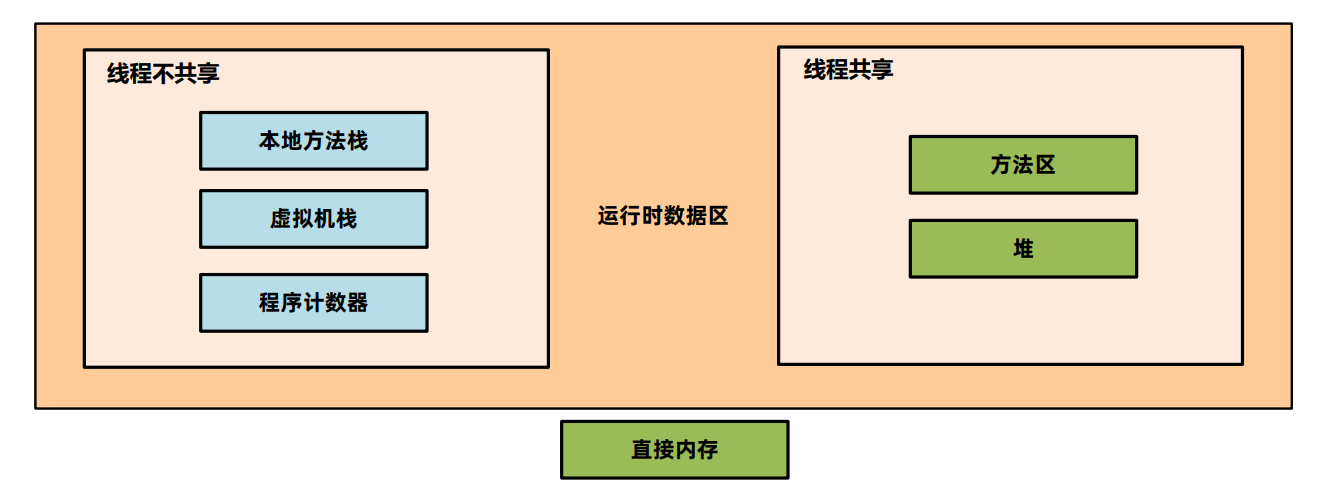 线程不共享
本地方法栈
虚拟机栈
程序计数器
运行时数据区
线程共享
方法区
堆
直接内存